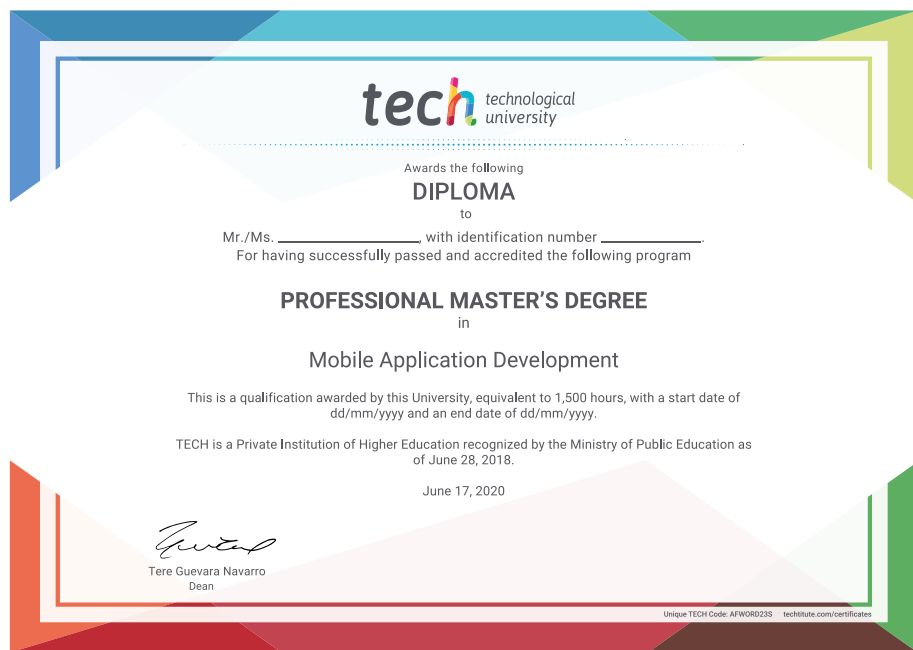 tech technological
university
Awards the following
DIPLOMA
to
Mr./Ms. ____________________, with identification number ______________.
For having successfully passed and accredited the following program
PROFESSIONAL MASTER’S DEGREE
in
Mobile Application Development
This is a qualification awarded by this University, equivalent to 1,500 hours, with a start date of
dd/mm/yyyy and an end date of dd/mm/yyyy.
TECH is a Private Institution of Higher Education recognized by the Ministry of Public Education as
of June 28, 2018.
June 17, 2020
Tere Guevara Navarro
Dean
Unique TECH Code: AFWORD23S techtitute.com/certificates